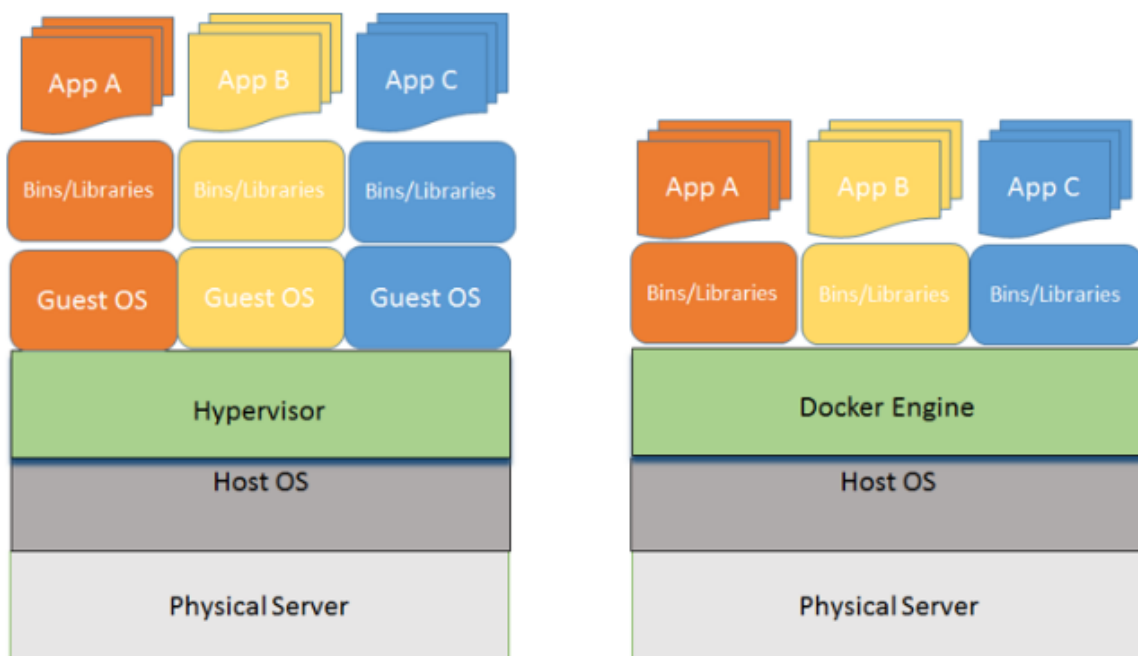 App A
App B
App C
Bins/Libraries
Bins/Libraries
Bins/Libraries
Guest OS
Guest OS
Guest OS
Hypervisor
Host OS
Physical Server
App A
App B
App C
Bins/Libraries
Bins/Libraries
Bins/Libraries
Docker Engine
Host OS
Physical Server